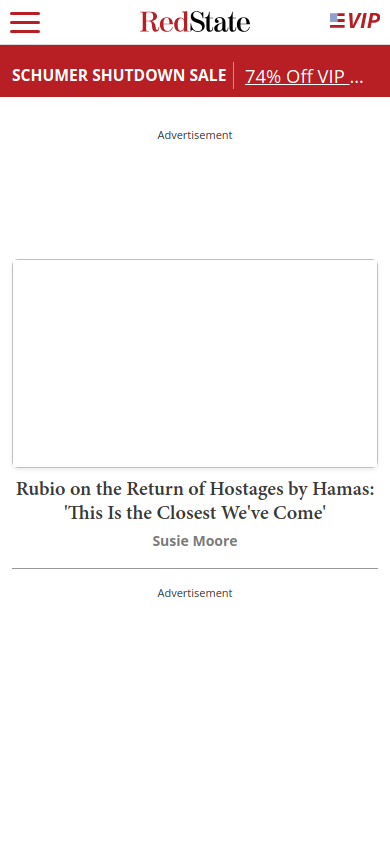 RedState
VIP
SCHUMER SHUTDOWN SALE
74% Off VIP ...
Advertisement
Rubio on the Return of Hostages by Hamas:
'This Is the Closest We've Come'
Susie Moore
Advertisement